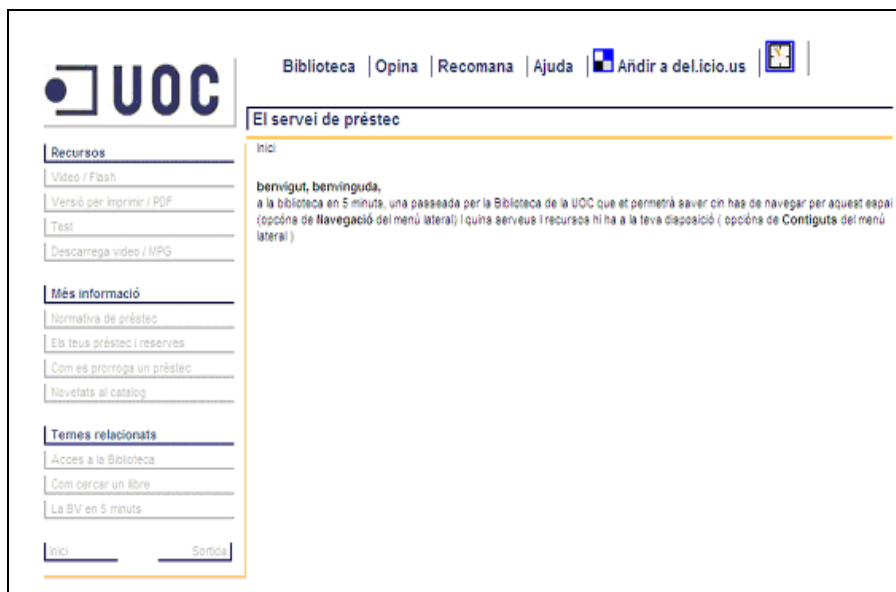 Biblioteca Opina Recomana Ajuda Añdir a del.icio.us
UOC
El servei de préstec
Recursos
Video / Flash
Versió per imprimir / PDF
Test
Descarrega video / MPG
Més informació
Normativa de préstec
Els teus préstec i reserves
Com es prorroga un préstec
Novetats al catalog
Temes relacionats
Acces a la Biblioteca
Com cercar un llibre
La BV en 5 minuts
Inici Sortida
Inici
benvigut, benvinguda,
a la biblioteca en 5 minuts, una passeada per la Biblioteca de la UOC que et permetrà saver cin has de navegar per aquest espai
(opcóns de Navegació del menú lateral) I quins serveus I recursos hi ha a la teva disposició ( opcións de Contiguts del menú
lateral )